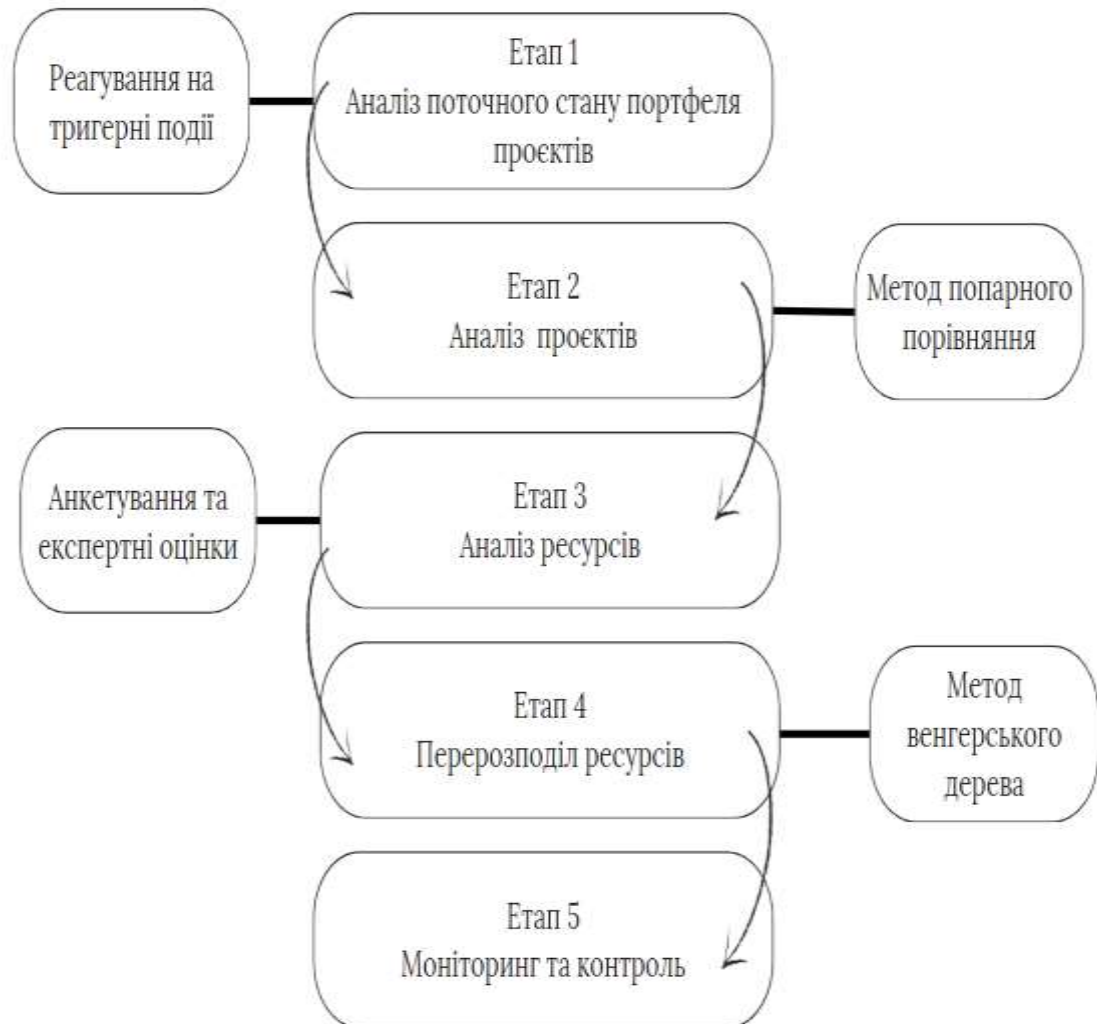 Реагування на
тригерні події
Етап 1
Аналіз поточного стану портфеля
проєктів
Етап 2
Аналіз проєктів
Метод попарного
порівняння
Анкетування та
експертні оцінки
Етап 3
Аналіз ресурсів
Етап 4
Перерозподіл ресурсів
Метод
венгерського
дерева
Етап 5
Моніторинг та контроль